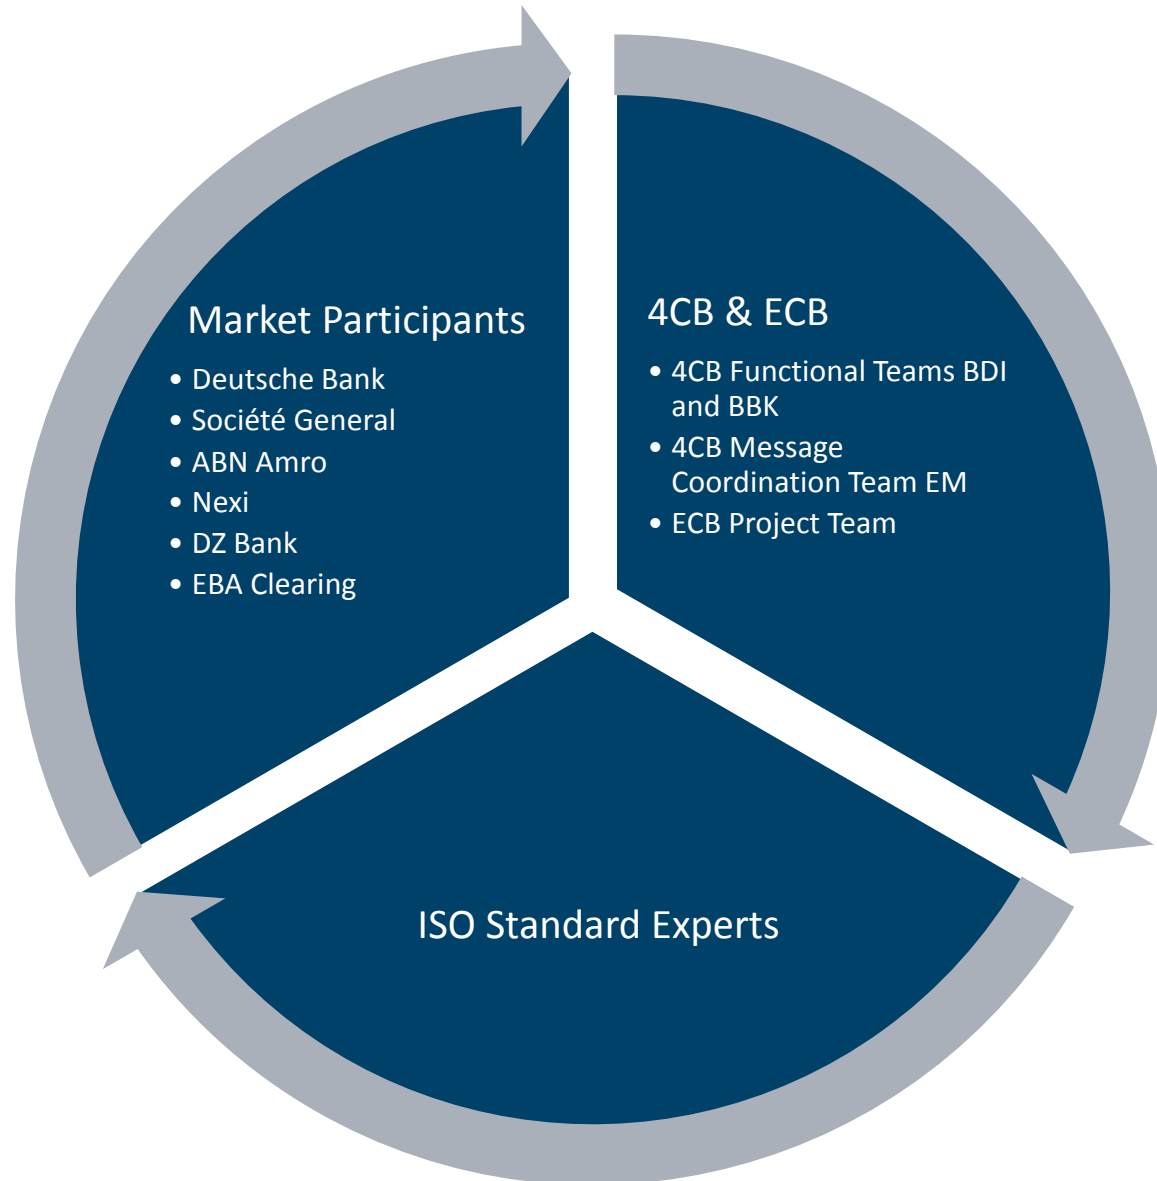 Market Participants
• Deutsche Bank
• Société General
• ABN Amro
• Nexi
• DZ Bank
• EBA Clearing
4CB & ECB
• 4CB Functional Teams BDI
and BBK
• 4CB Message
Coordination Team EM
• ECB Project Team
ISO Standard Experts